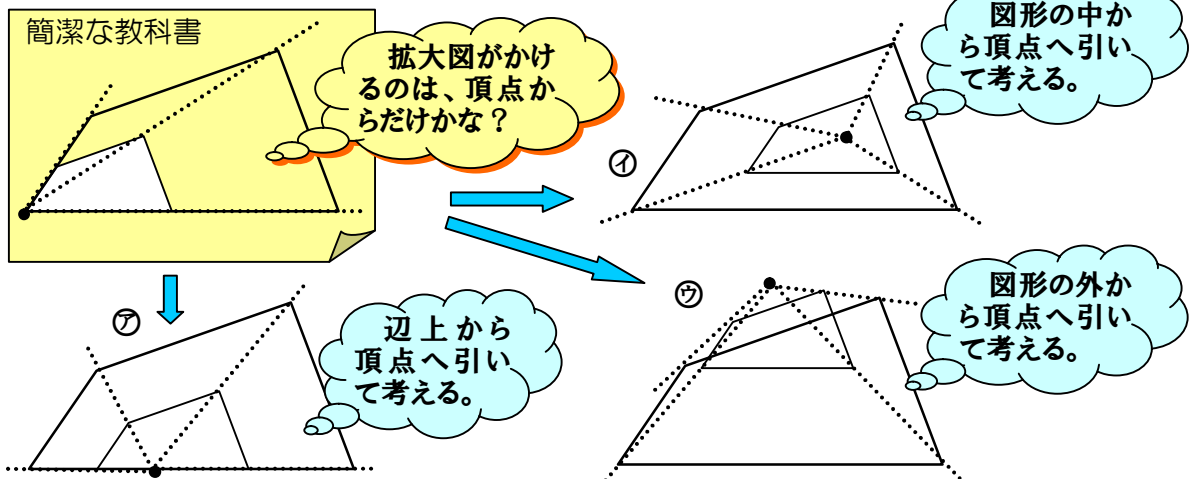 簡潔な教科書
拡大図がかけ
るのは、頂点か
らだけかな？
図形の中か
ら頂点へ引い
て考える。
㋑
㋒
図形の外か
ら頂点へ引い
て考える。
㋐
辺上から
頂点へ引い
て考える。